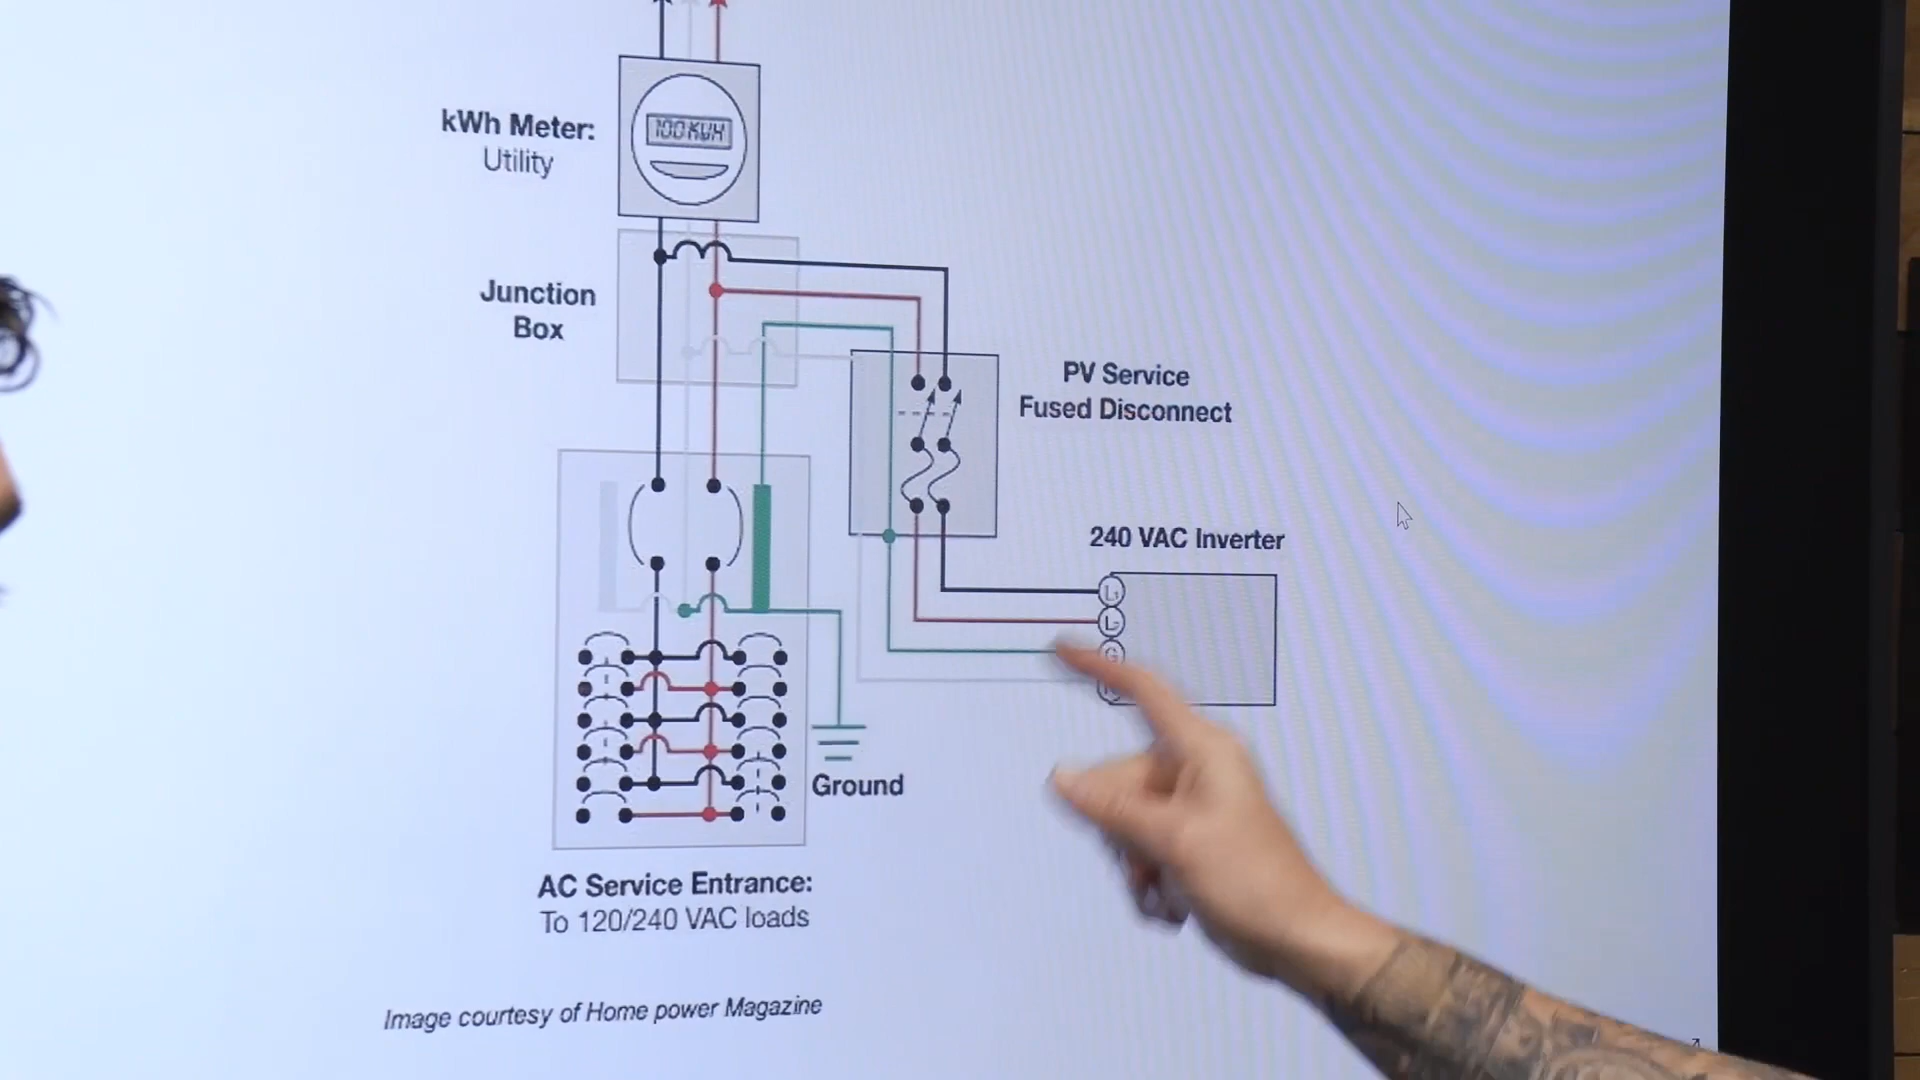 kWh Meter:
Utility
100 KWH
Junction
Box
PV Service
Fused Disconnect
240 VAC Inverter
L1
L2
G
Ground
AC Service Entrance:
To 120/240 VAC loads
Image courtesy of Home power Magazine